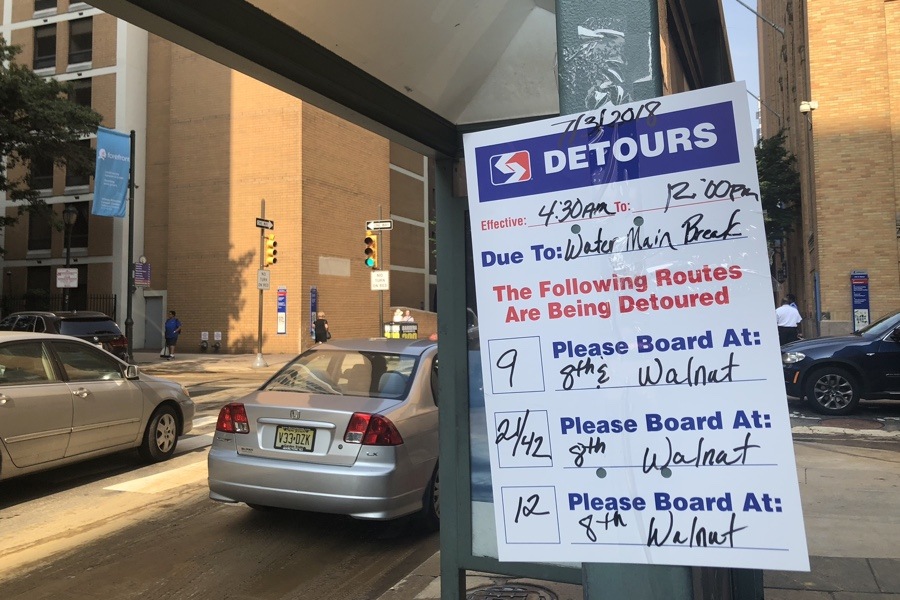 7/3/2018
DETOURS
Effective: 4:30AM To: 12:00pm
Due To: Water Main Break
The Following Routes
Are Being Detoured
9 Please Board At:
8th & Walnut
21/42 Please Board At:
8th Walnut
12 Please Board At:
8th Walnut
V33-DZK